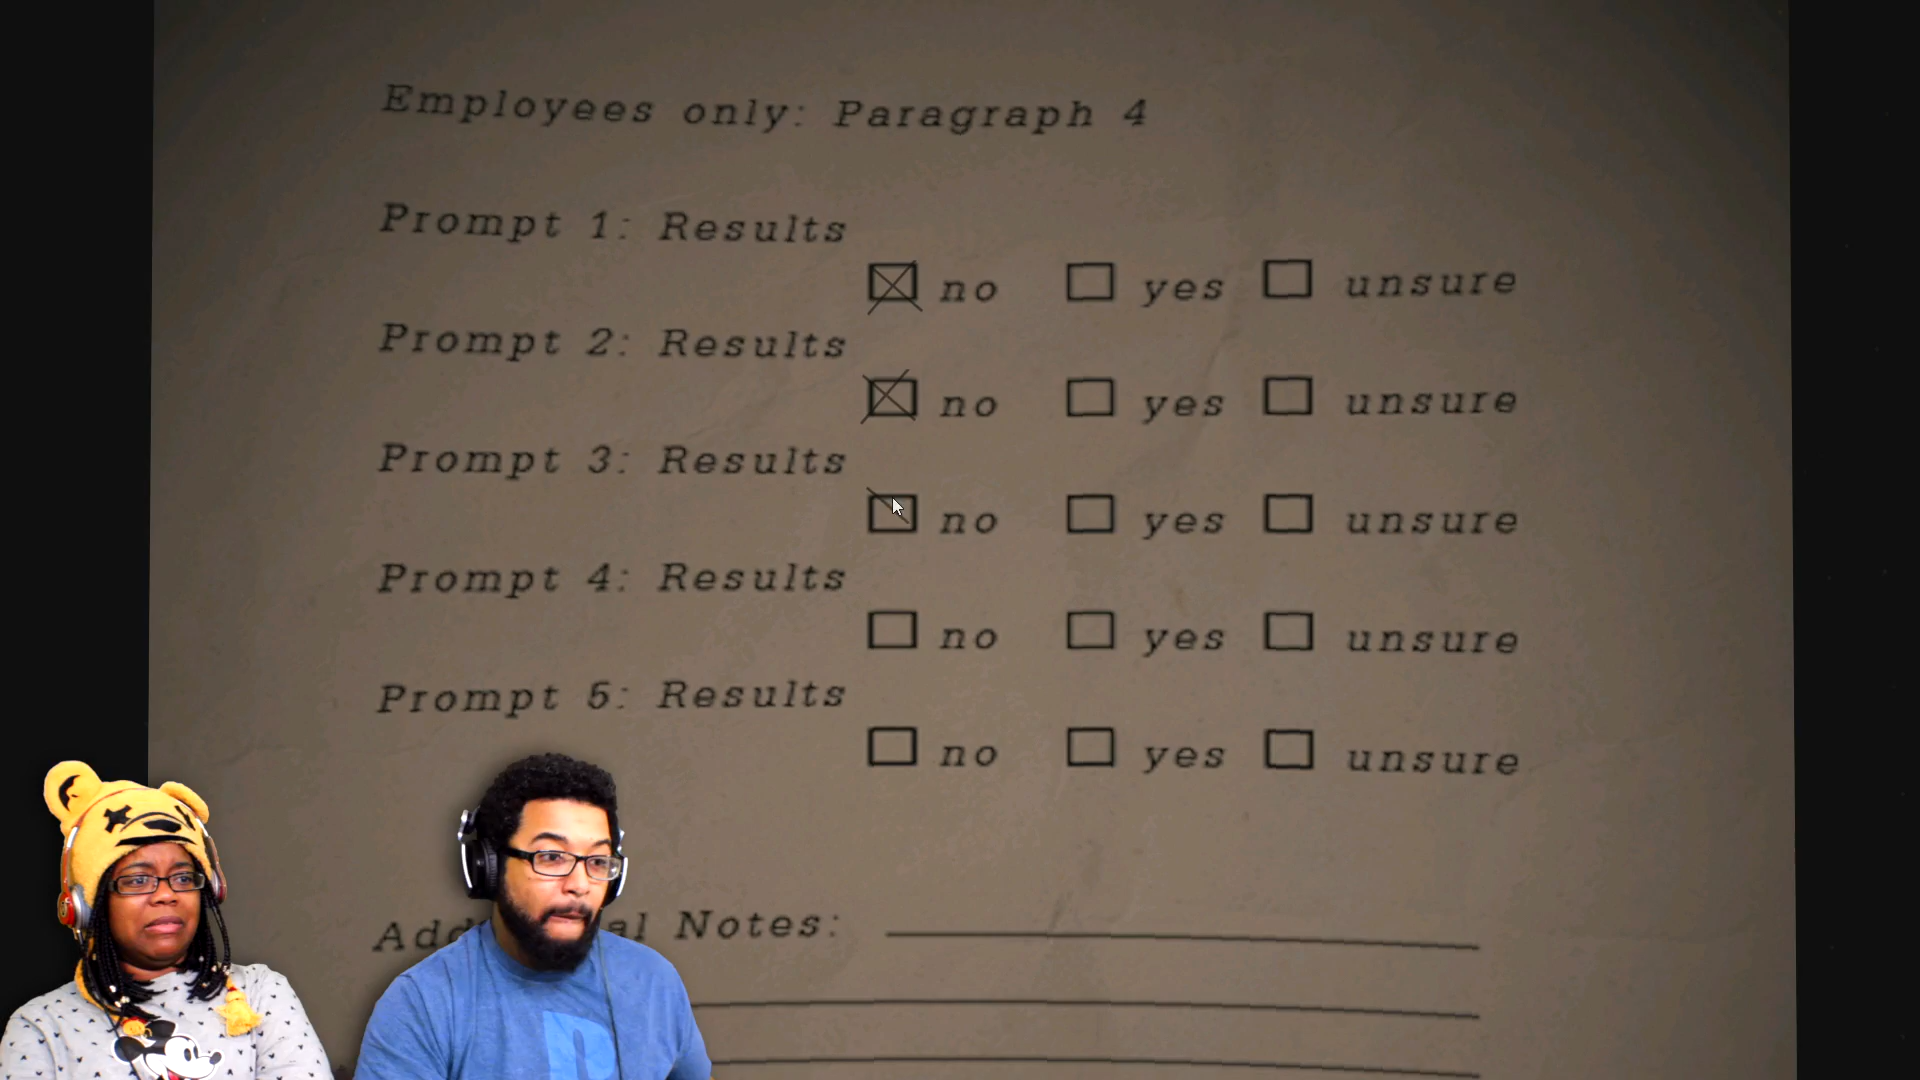 Employees only: Paragraph 4
Prompt 1: Results
no yes unsure
Prompt 2: Results
no yes unsure
Prompt 3: Results
no yes unsure
Prompt 4: Results
no yes unsure
Prompt 5: Results
no yes unsure
Notes: